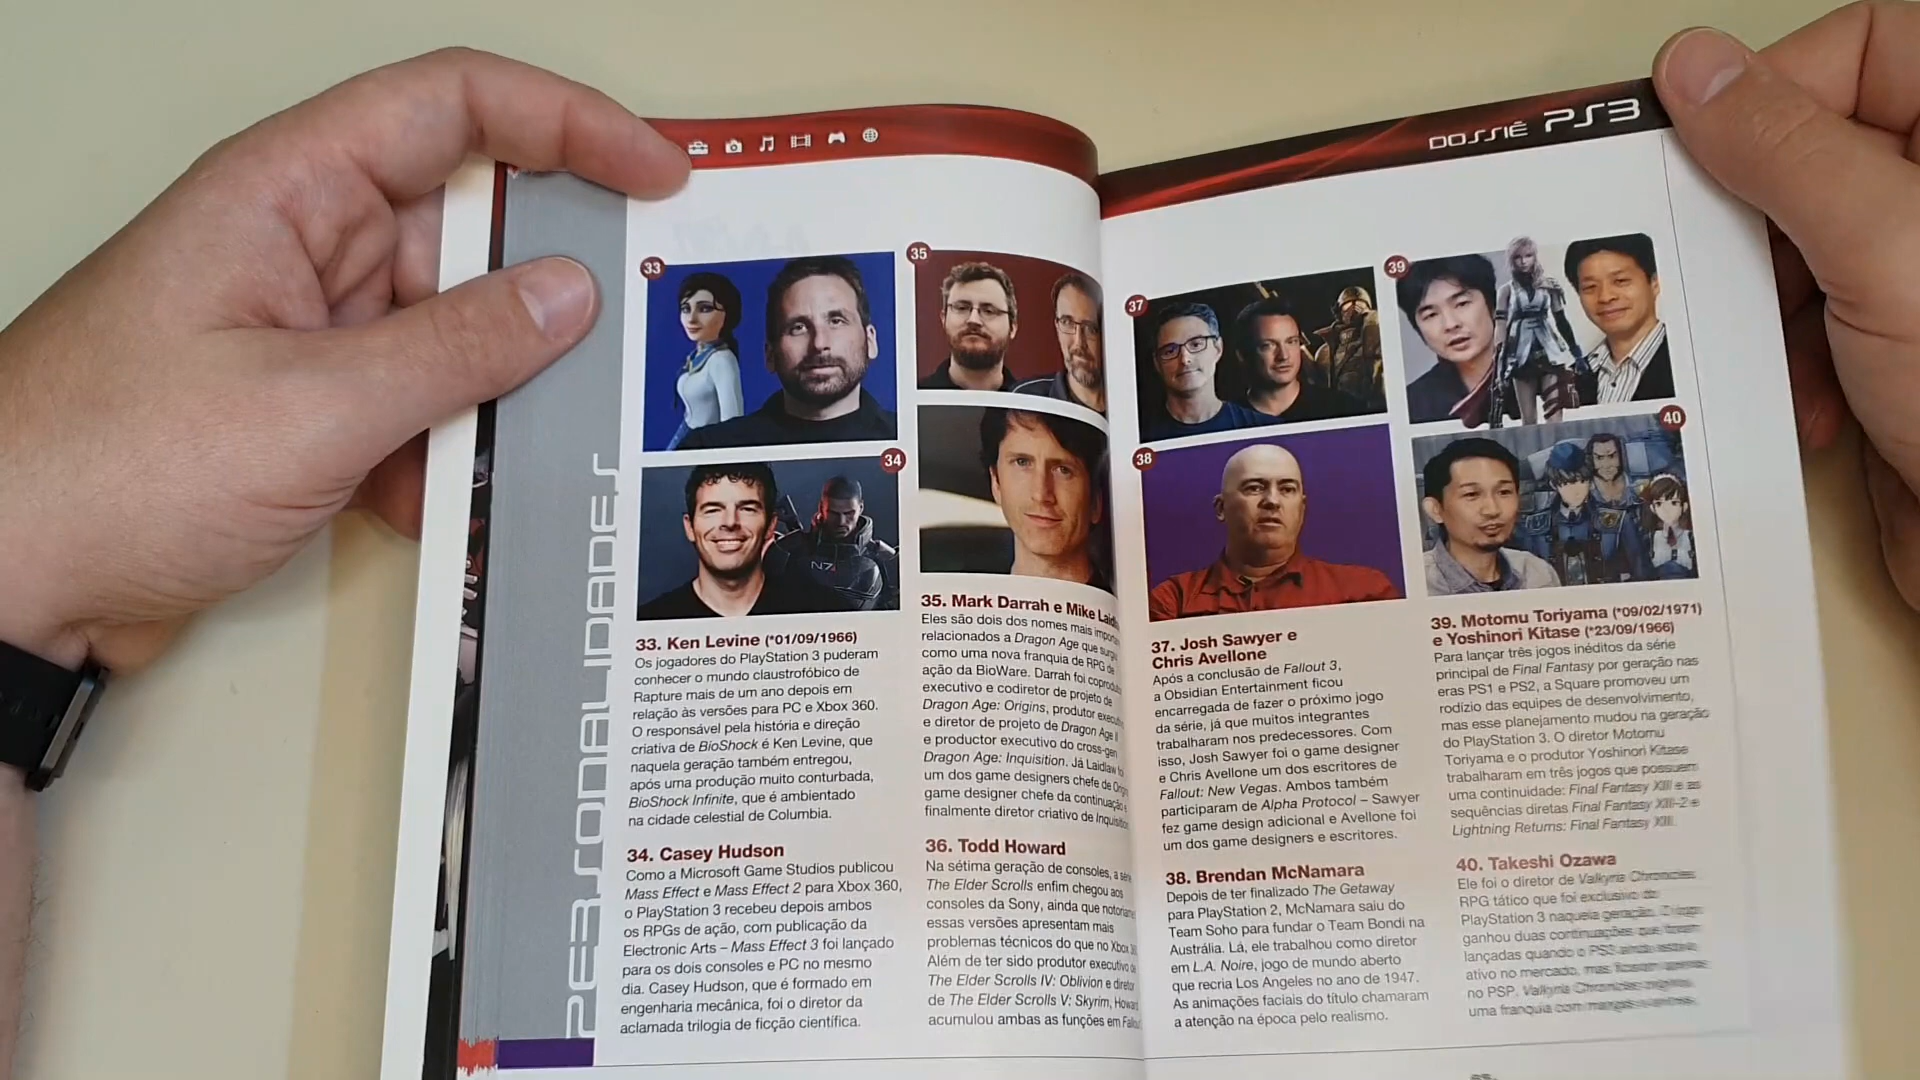 DOSSIÊ PS3
PERSONALIDADES
33
34
N7
35
33. Ken Levine (*01/09/1966)
Os jogadores do PlayStation 3 puderam
conhecer o mundo claustrofóbico de
Rapture mais de um ano depois em
relação às versões para PC e Xbox 360.
O responsável pela história e direção
criativa de BioShock é Ken Levine, que
naquela geração também entregou,
após uma produção muito conturbada,
BioShock Infinite, que é ambientado
na cidade celestial de Columbia.
34. Casey Hudson
Como a Microsoft Game Studios publicou
Mass Effect e Mass Effect 2 para Xbox 360,
o PlayStation 3 recebeu depois ambos
os RPGs de ação, com publicação da
Electronic Arts – Mass Effect 3 foi lançado
para os dois consoles e PC no mesmo
dia. Casey Hudson, que é formado em
engenharia mecânica, foi o diretor da
aclamada trilogia de ficção científica.
35. Mark Darrah e Mike
Eles são dois dos nomes mais
relacionados a Dragon Age que
como uma nova franquia de RPG de
ação da BioWare. Darrah foi
executivo e codiretor de projeto de
Dragon Age: Origins, produtor
e diretor de projeto de Dragon Age II
e productor executivo do cross-gen
Dragon Age: Inquisition. Já Laidlaw foi
um dos game designers chefe de
game designer chefe da continuação e
finalmente diretor criativo de
36. Todd Howard
Na sétima geração de consoles, a
The Elder Scrolls enfim chegou aos
consoles da Sony, ainda que
essas versões apresentam mais
problemas técnicos do que no Xbox
Além de ter sido produtor executivo de
The Elder Scrolls IV: Oblivion e diretor
de The Elder Scrolls V: Skyrim, Howard
acumulou ambas as funções em
37
38
39
40
37. Josh Sawyer e
Chris Avellone
Após a conclusão de Fallout 3,
a Obsidian Entertainment ficou
encarregada de fazer o próximo jogo
da série, já que muitos integrantes
trabalharam nos predecessores. Com
isso, Josh Sawyer foi o game designer
e Chris Avellone um dos escritores de
Fallout: New Vegas. Ambos também
participaram de Alpha Protocol – Sawyer
fez game design adicional e Avellone foi
um dos game designers e escritores.
38. Brendan McNamara
Depois de ter finalizado The Getaway
para PlayStation 2, McNamara saiu do
Team Soho para fundar o Team Bondi na
Austrália. Lá, ele trabalhou como diretor
em L.A. Noire, jogo de mundo aberto
que recria Los Angeles no ano de 1947.
As animações faciais do título chamaram
a atenção na época pelo realismo.
39. Motomu Toriyama (*09/02/1971)
e Yoshinori Kitase (*23/09/1966)
Para lançar três jogos inéditos da série
principal de Final Fantasy por geração nas
eras PS1 e PS2, a Square promoveu um
rodízio das equipes de desenvolvimento,
mas esse planejamento mudou na geração
do PlayStation 3. O diretor Motomu
Toriyama e o produtor Yoshinori Kitase
trabalharam em três jogos que possuem
uma continuidade: Final Fantasy XIII e as
sequências diretas Final Fantasy XIII-2 e
Lightning Returns: Final Fantasy XIII.
40. Takeshi Ozawa
Ele foi o diretor de Valkyria Chronicles,
RPG tático que foi exclusivo do
PlayStation 3 naquela geração. O jogo
ganhou duas continuações que foram
lançadas quando o PS3 ainda estava
ativo no mercado, mas ficaram apenas
no PSP. Valkyria Chronicles
uma franquia com mangás